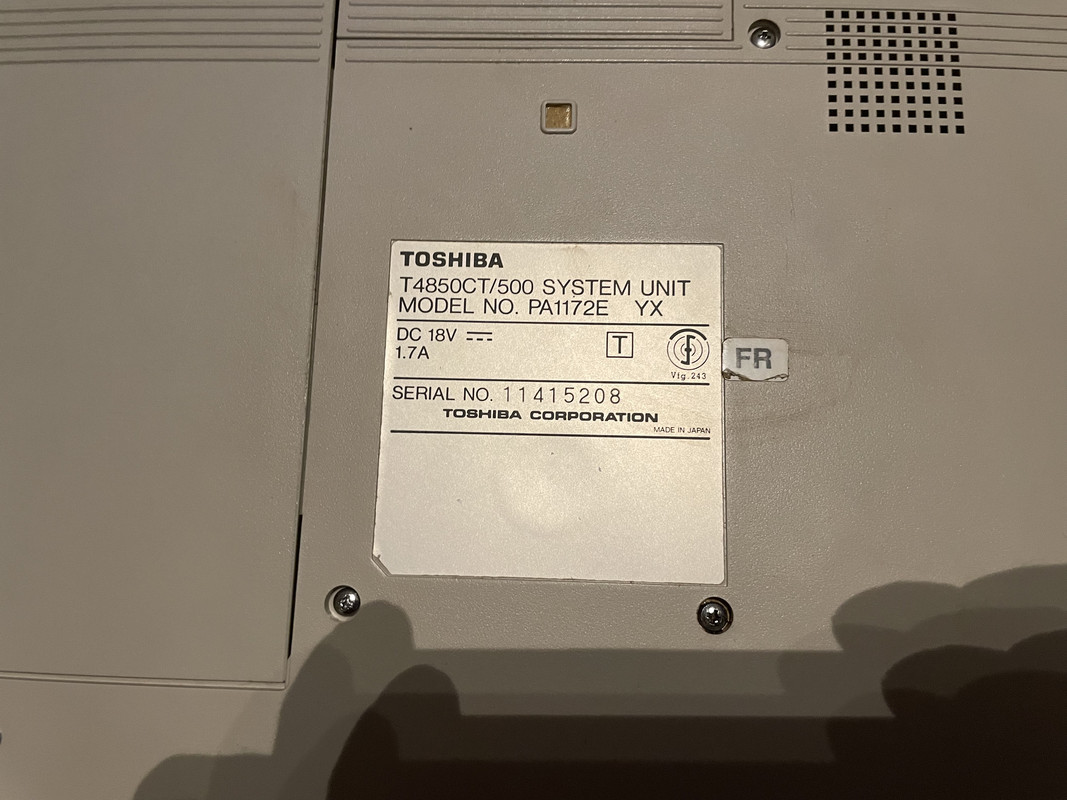 TOSHIBA
T4850CT/500 SYSTEM UNIT
MODEL NO. PA1172E YX
DC 18V
1.7A
T
Vfg.243
FR
SERIAL NO. 11415208
TOSHIBA CORPORATION
MADE IN JAPAN